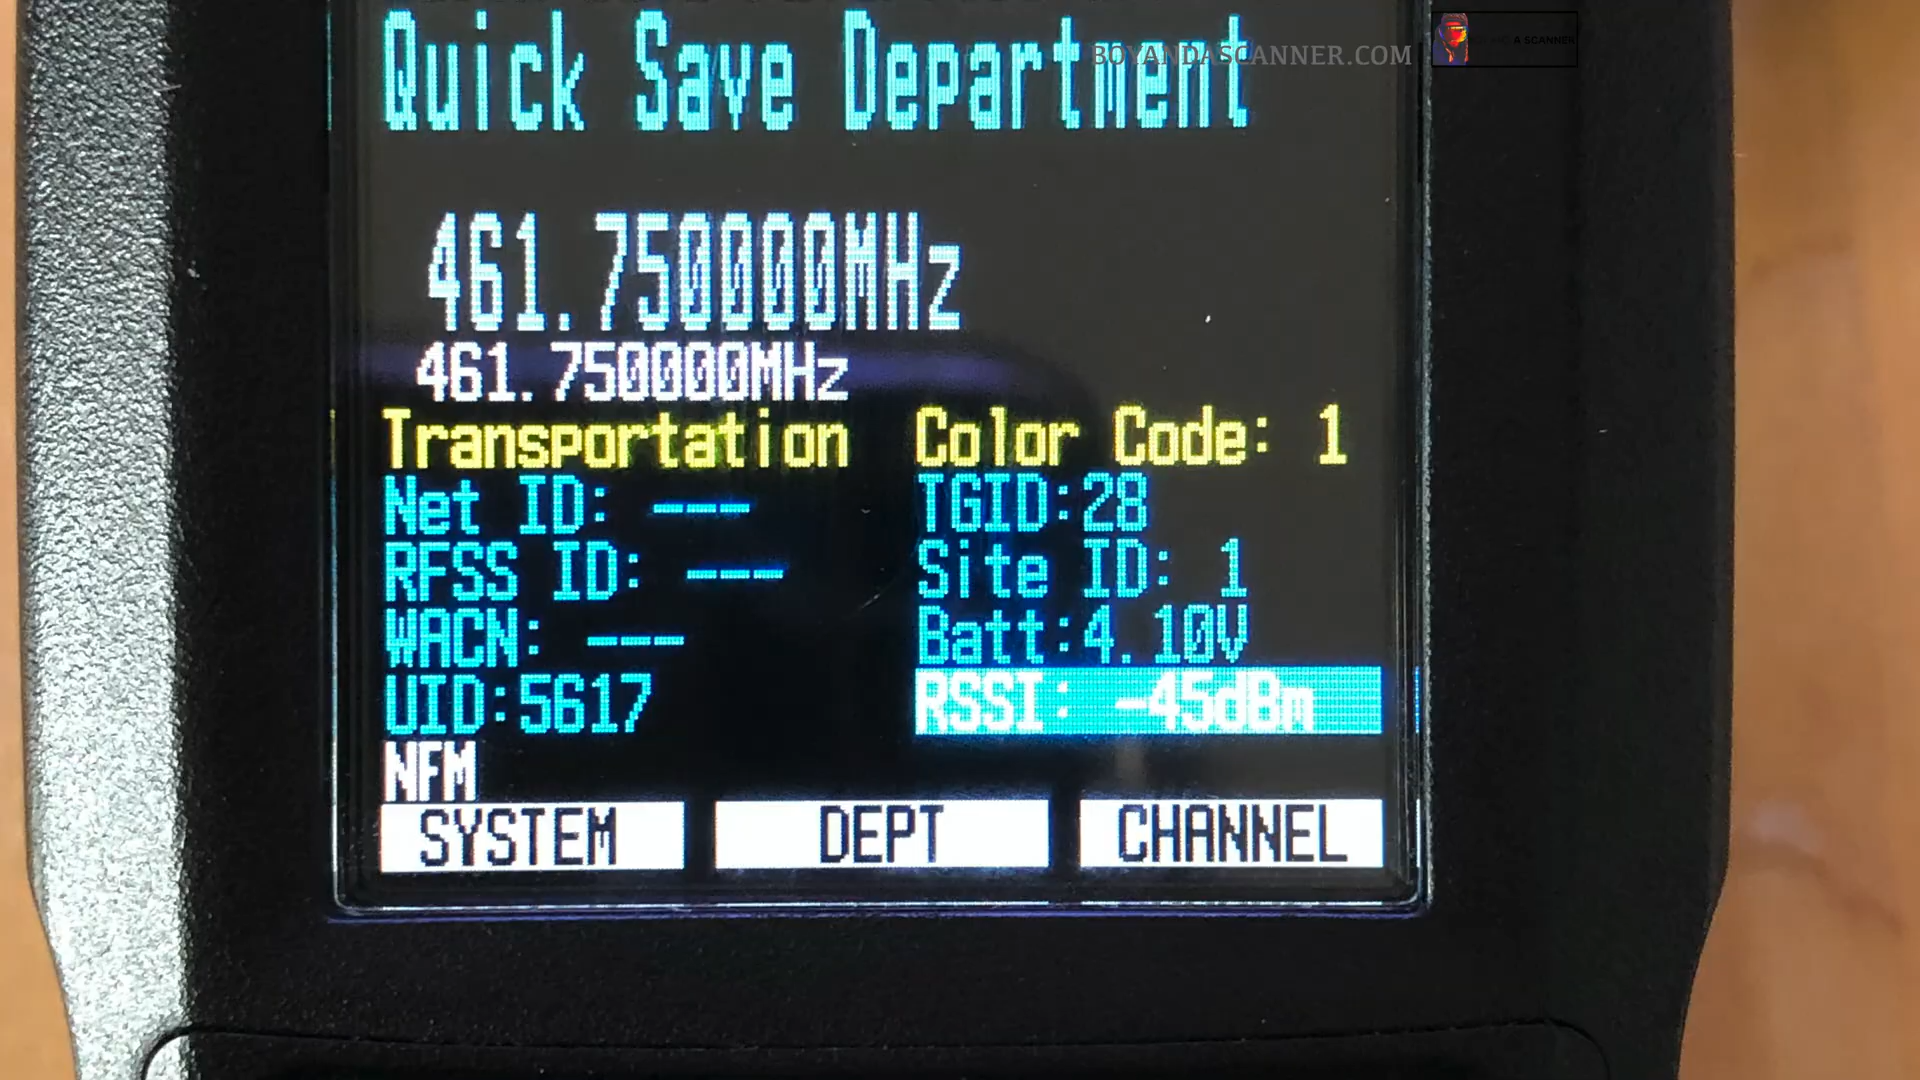 Quick Save Department
BOYANDASCANNER.COM
A SCANNER
461.750000MHz
461.750000MHz
Transportation Color Code: 1
Net ID: --- TGID:28
RFSS ID: --- Site ID: 1
WACN: --- Batt:4.10V
UID:5617 RSSI: -45dBm
NFM
SYSTEM DEPT CHANNEL